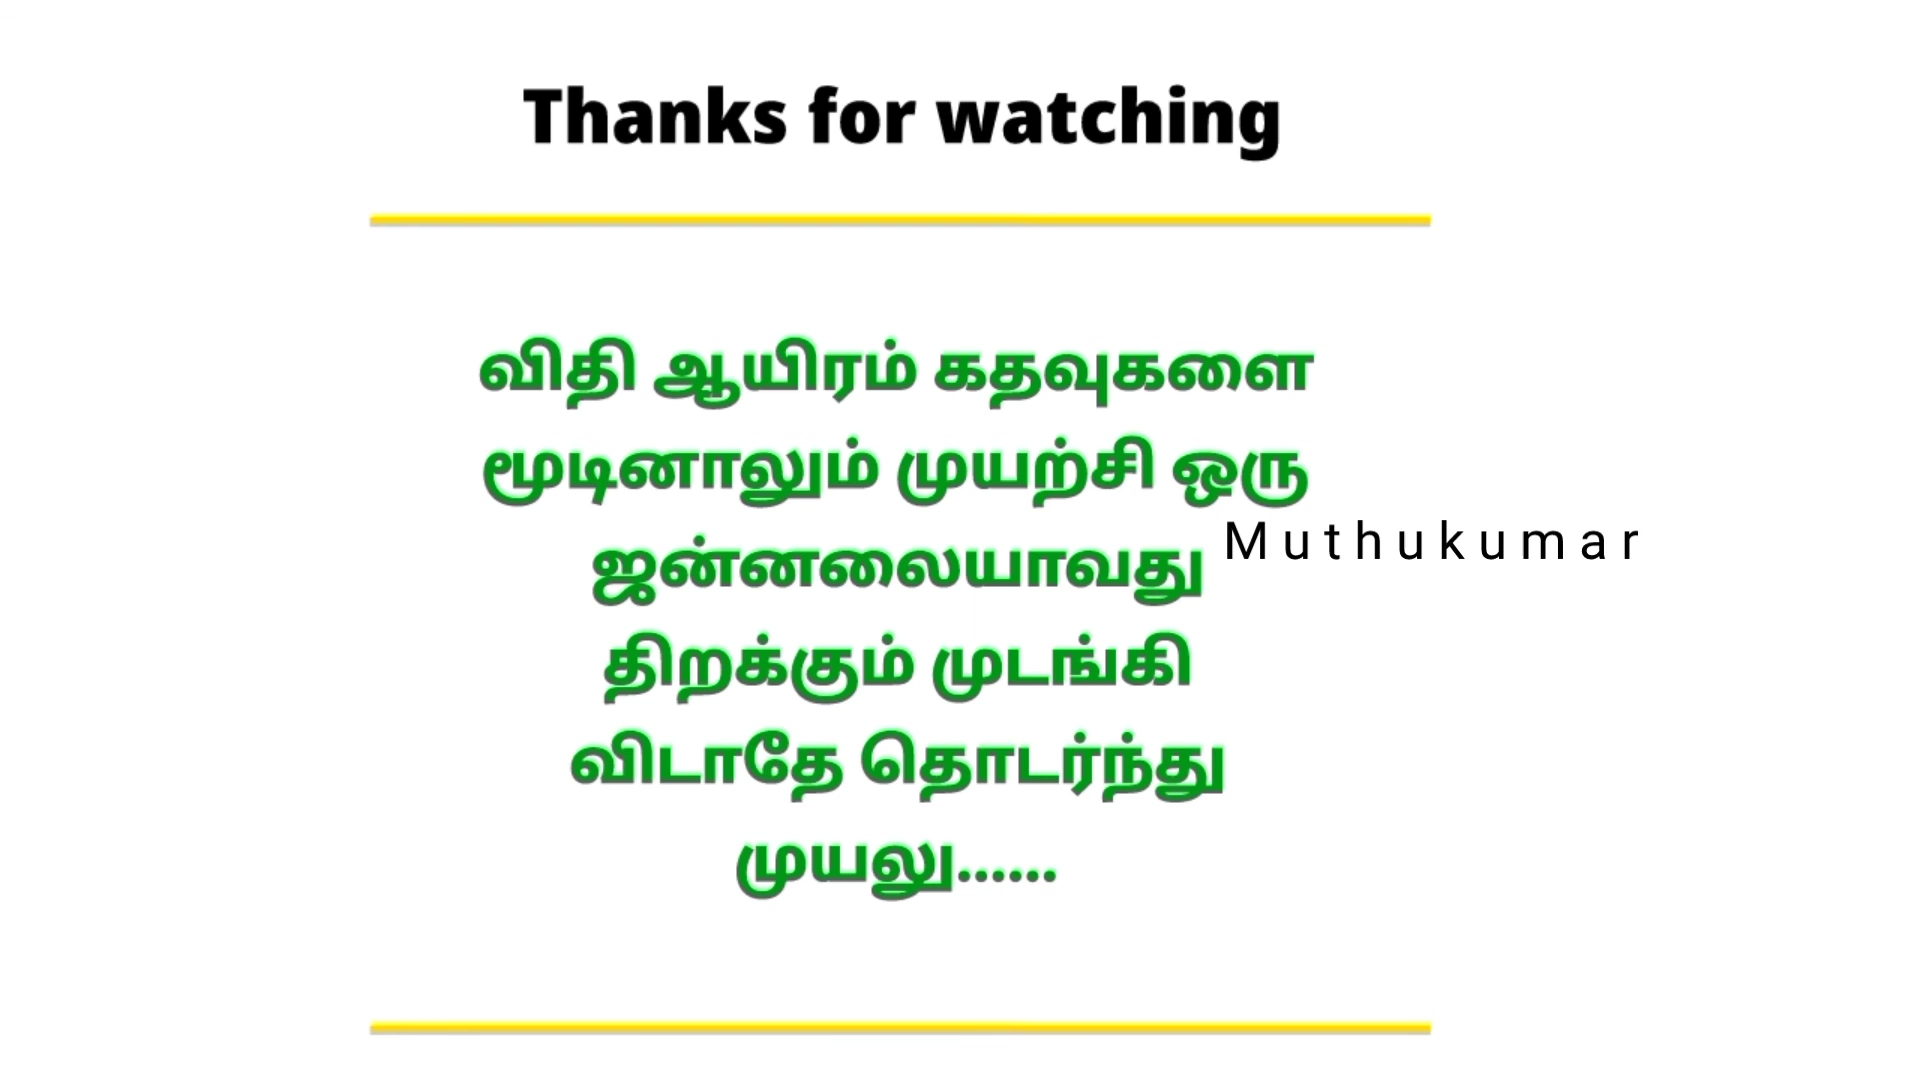 Thanks for watching
விதி ஆயிரம் கதவுகளை
மூடினாலும் முயற்சி ஒரு
ஜன்னலையாவது
Muthukumar
திறக்கும் முடங்கி
விடாதே தொடர்ந்து
முயலு......